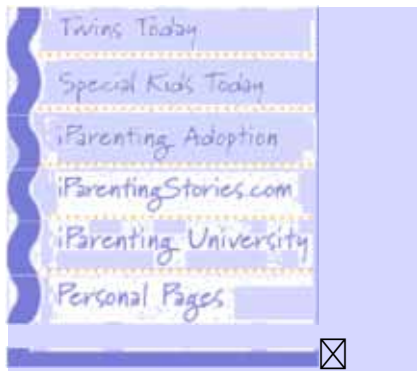 Twins Today
Special Kids Today
iParenting Adoption
iParentingStories.com
iParenting University
Personal Pages